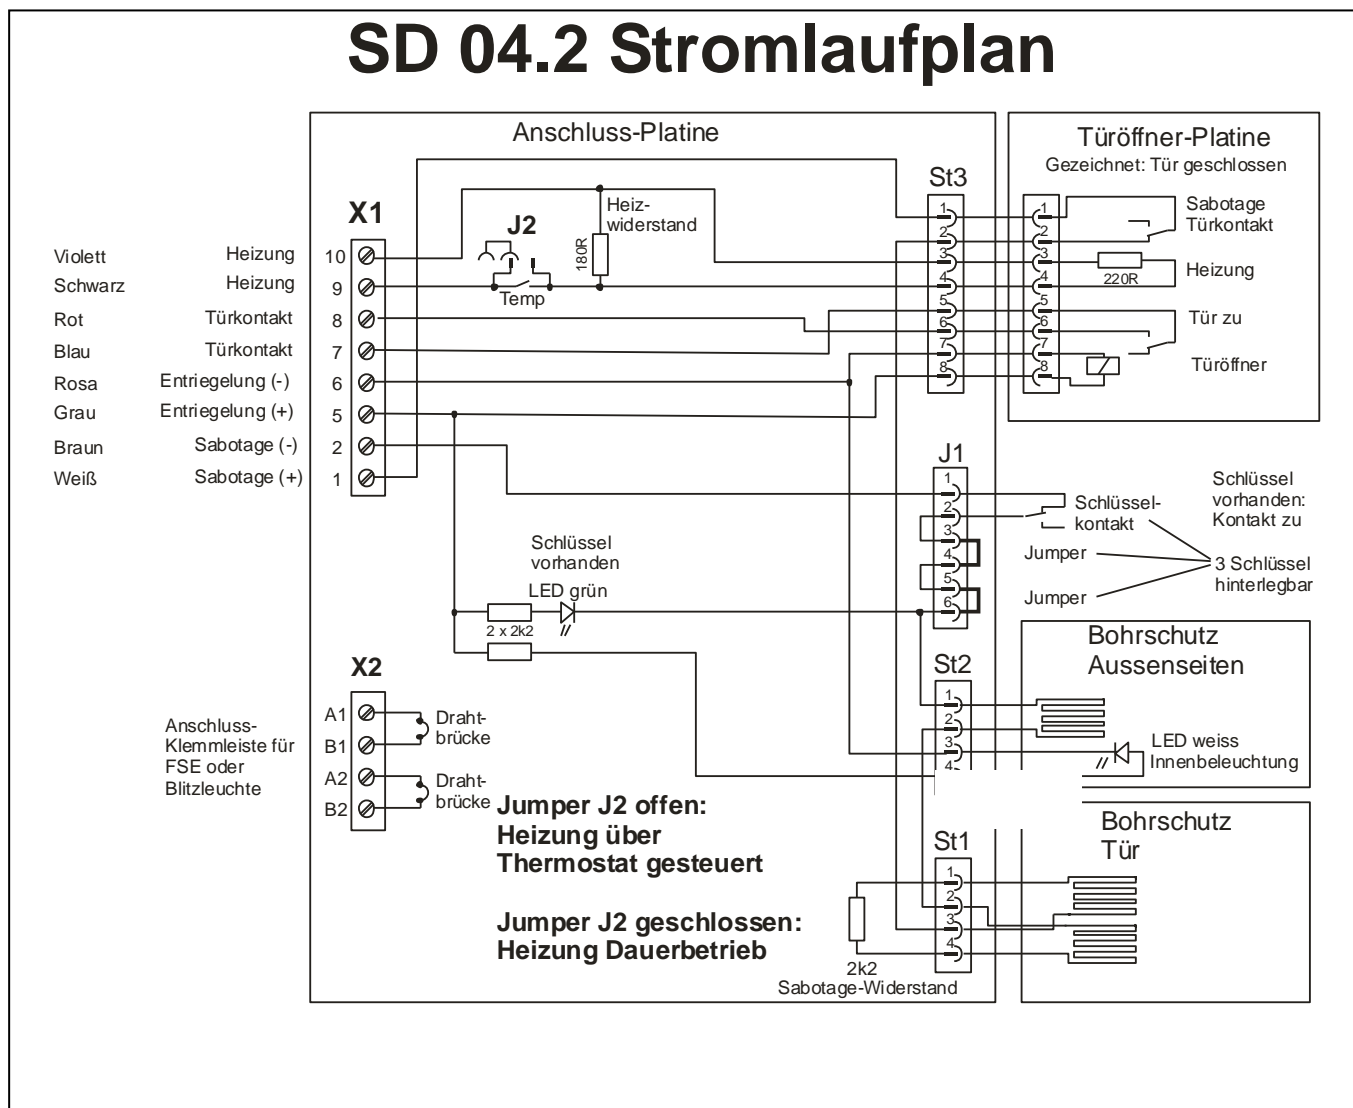 SD 04.2 Stromlaufplan
Anschluss-Platine
Türöffner-Platine
Gezeichnet: Tür geschlossen
X1
J2
Heiz-
widerstand
180R
Temp
St3
1
2
3
4
5
6
7
8
1
2
3
4
5
6
7
8
Sabotage
Türkontakt
220R
Heizung
Tür zu
Türöffner
Violett Heizung 10
Schwarz Heizung 9
Rot Türkontakt 8
Blau Türkontakt 7
Rosa Entriegelung (-) 6
Grau Entriegelung (+) 5
Braun Sabotage (-) 2
Weiß Sabotage (+) 1
J1
1
2
3
4
5
6
Schlüssel-
kontakt
Schlüssel
vorhanden:
Kontakt zu
Jumper
Jumper
3 Schlüssel
hinterlegbar
Schlüssel
vorhanden
LED grün
2 x 2k2
X2
A1
B1
A2
B2
Draht-
brücke
Draht-
brücke
Anschluss-
Klemmleiste für
FSE oder
Blitzleuchte
St2
1
2
3
4
Bohrschutz
Aussenseiten
LED weiss
Innenbeleuchtung
Jumper J2 offen:
Heizung über
Thermostat gesteuert
Jumper J2 geschlossen:
Heizung Dauerbetrieb
St1
1
2
3
4
Bohrschutz
Tür
2k2
Sabotage-Widerstand